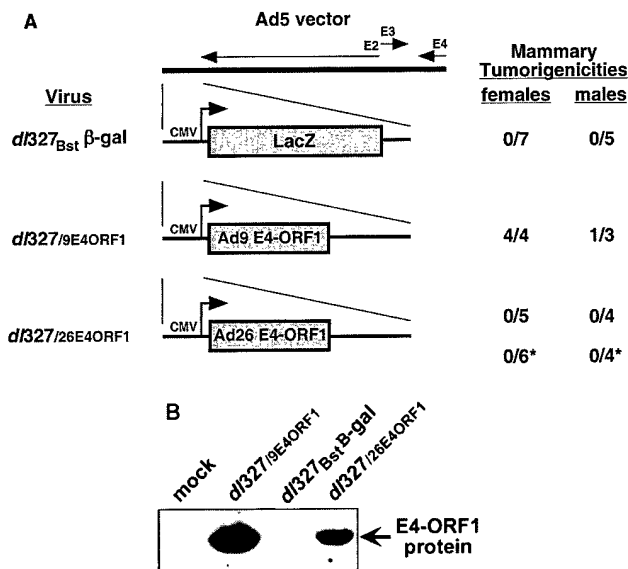 A
Ad5 vector
E3
E2
E4
Mammary
Tumorigenicities
Virus
females
males
dl327Bst β-gal
CMV
LacZ
0/7
0/5
dl327/9E4ORF1
CMV
Ad9 E4-ORF1
4/4
1/3
dl327/26E4ORF1
CMV
Ad26 E4-ORF1
0/5
0/4
0/6*
0/4*
B
mock
dl327/9E4ORF1
dl327Bst B-gal
dl327/26E4ORF1
E4-ORF1
protein